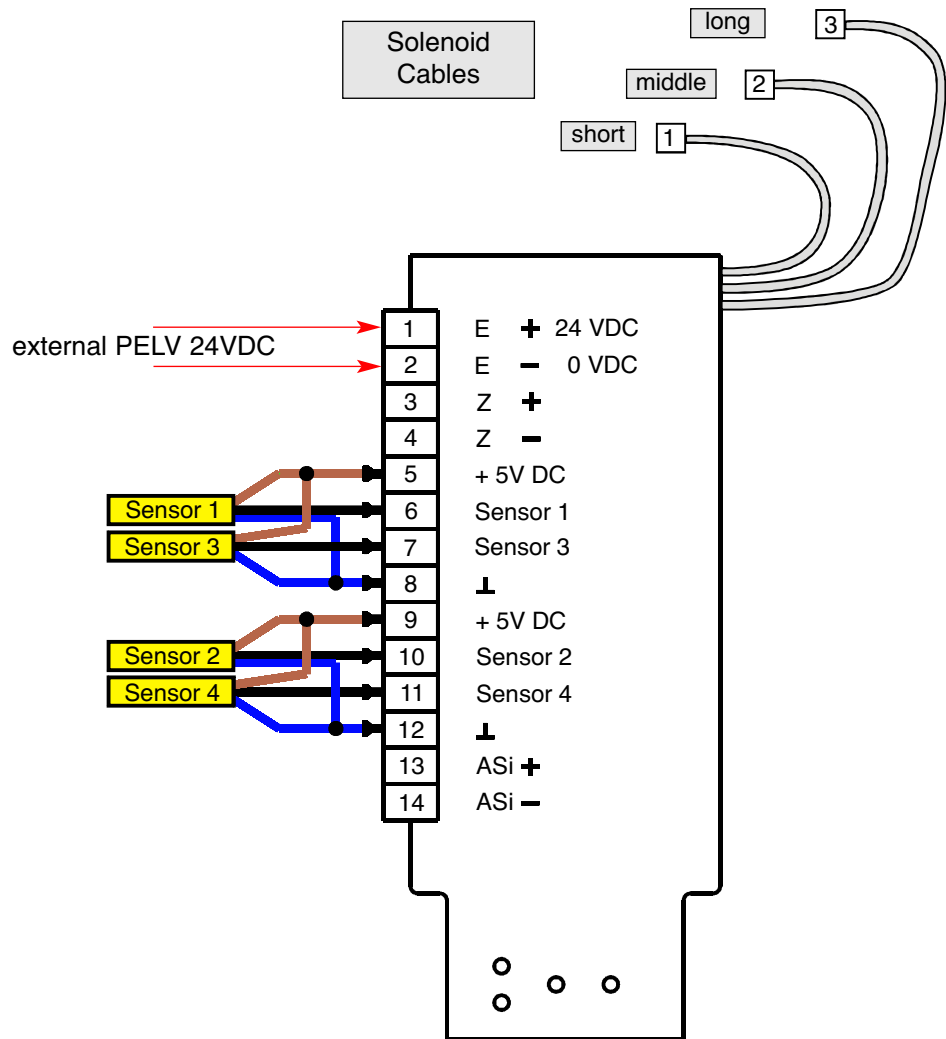 Solenoid
Cables
long 3
middle 2
short 1
external PELV 24VDC
1 E + 24 VDC
2 E - 0 VDC
3 Z +
4 Z -
5 + 5V DC
Sensor 1 6 Sensor 1
Sensor 3 7 Sensor 3
8 ⊥
9 + 5V DC
Sensor 2 10 Sensor 2
Sensor 4 11 Sensor 4
12 ⊥
13 ASi +
14 ASi -